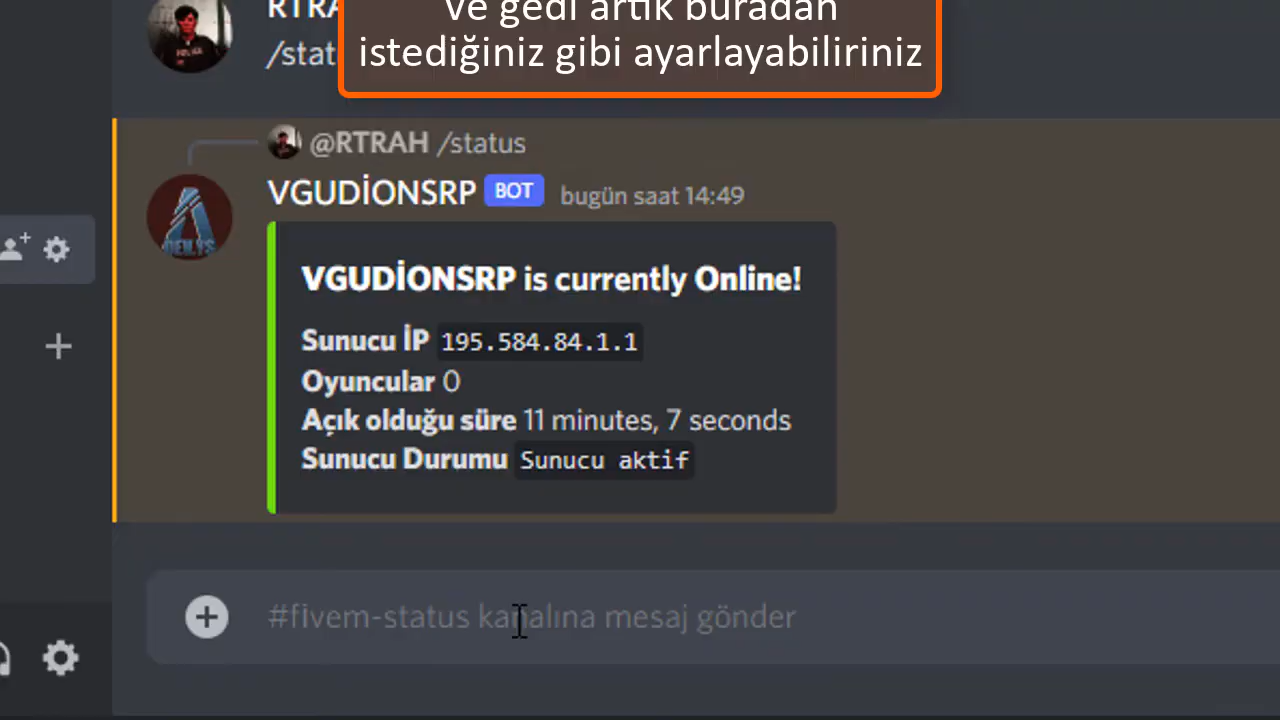 RTRA
ve gedi artık buradan
istediğiniz gibi ayarlayabiliriniz
/stat
@RTRAH /status
VGUDİONSRP BOT bugün saat 14:49
VGUDİONSRP is currently Online!
Sunucu İP 195.584.84.1.1
Oyuncular 0
Açık olduğu süre 11 minutes, 7 seconds
Sunucu Durumu Sunucu aktif
#fivem-status kanalına mesaj gönder